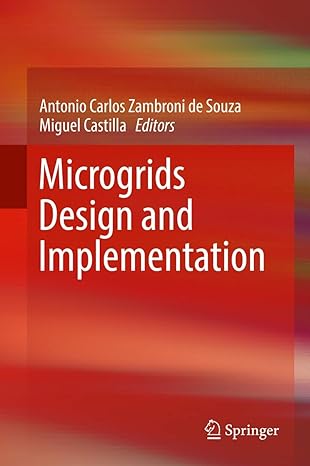 Antonio Carlos Zambroni de Souza
Miguel Castilla Editors
Microgrids
Design and
Implementation
Springer